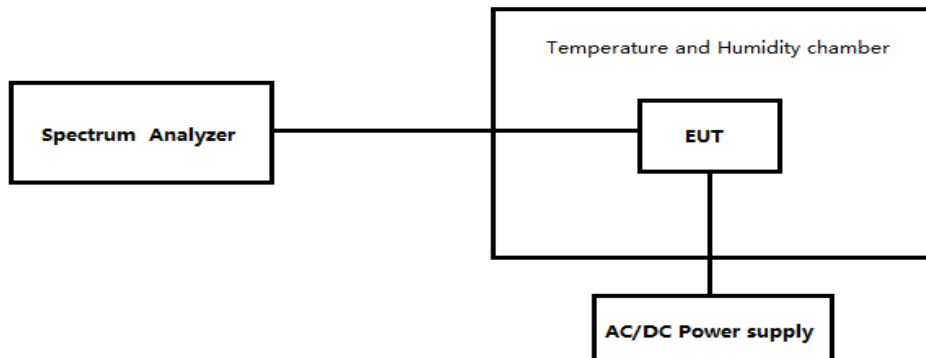 Temperature and Humidity chamber
Spectrum Analyzer
EUT
AC/DC Power supply